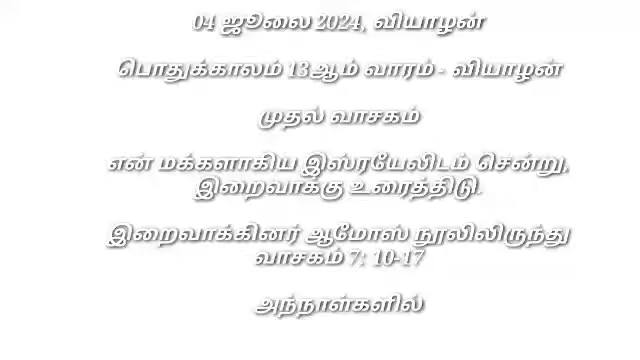 04 ஜூலை 2024, வியாழன்
பொதுக்காலம் 13ஆம் வாரம் - வியாழன்
முதல் வாசகம்
என் மக்களாகிய இஸ்ரயேலிடம் சென்று,
இறைவாக்கு உரைத்திடு.
இறைவாக்கினர் ஆமோஸ் நூலிலிருந்து
வாசகம் 7: 10-17
அந்நாள்களில்